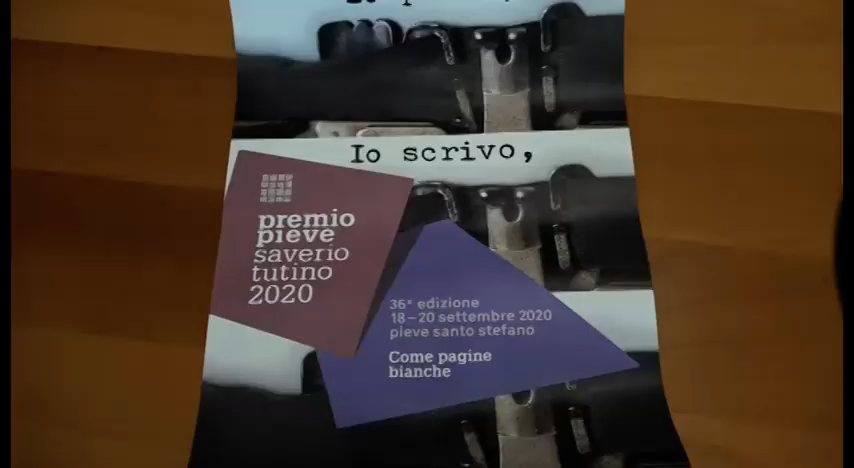 Io scrivo,
premio
pieve
saverio
tutino
2020
36ª edizione
18–20 settembre 2020
pieve santo stefano
Come pagine
bianche